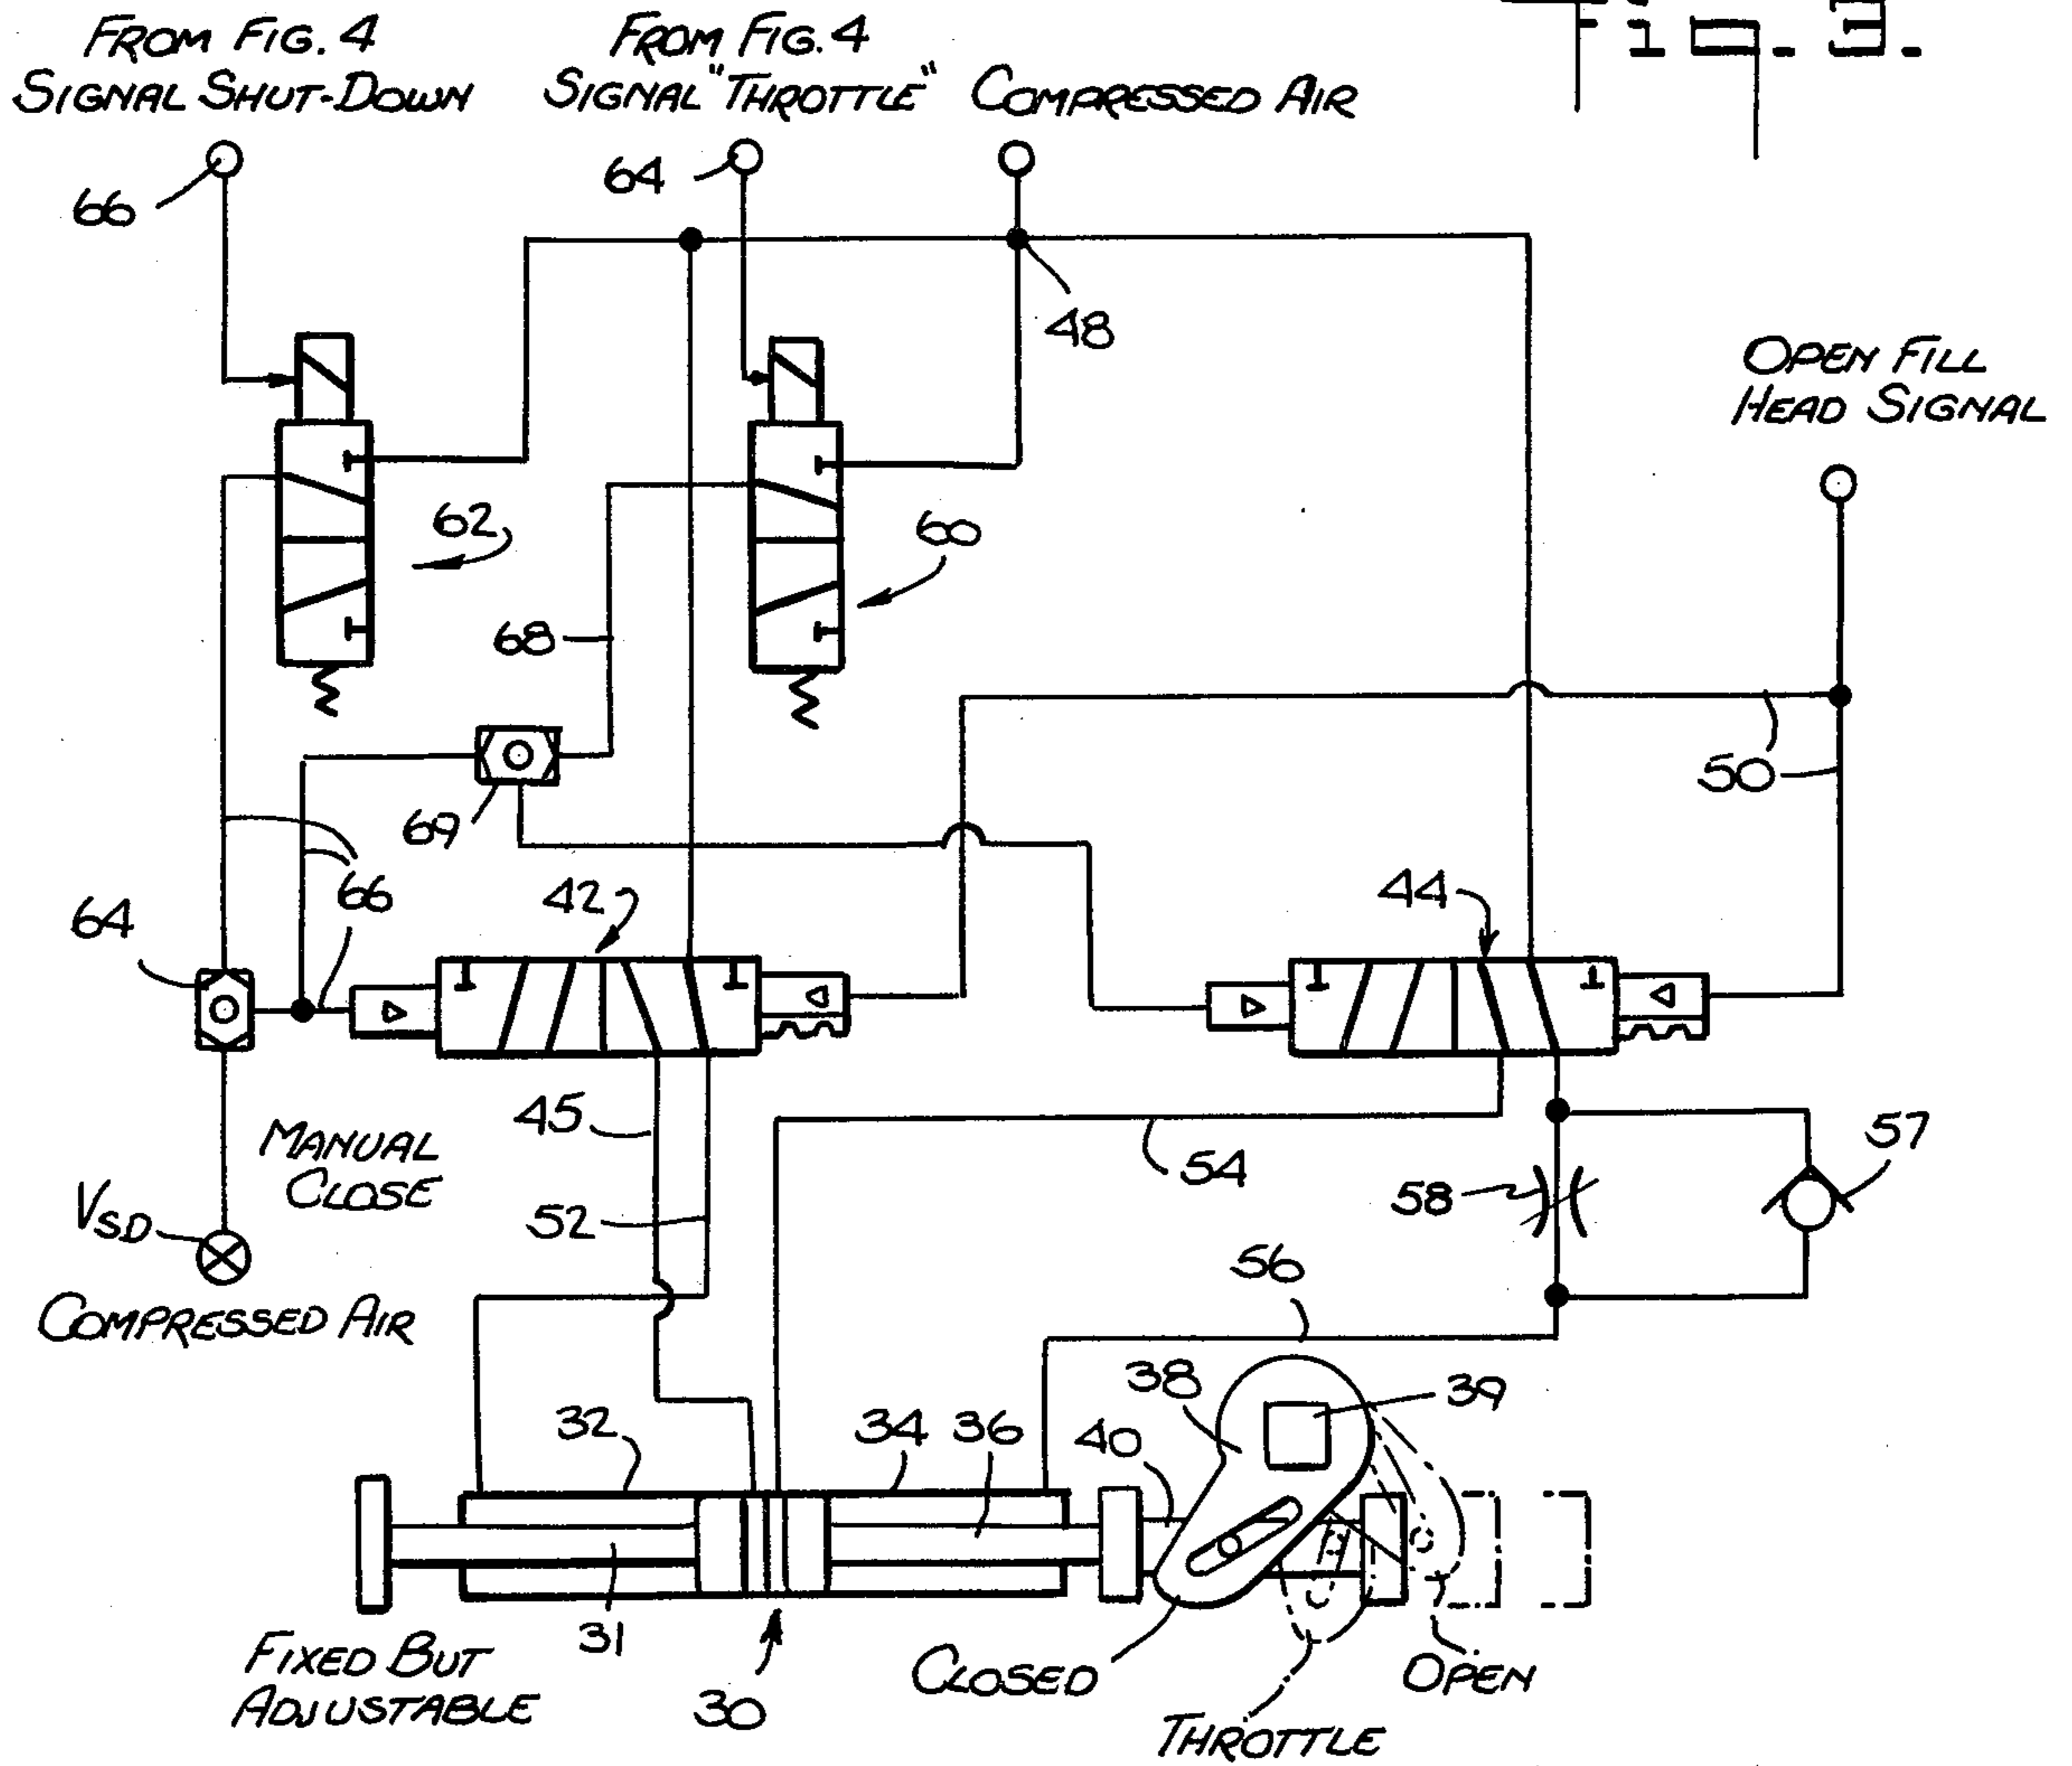 FROM FIG. 4
SIGNAL SHUT-DOWN
FROM FIG. 4
SIGNAL "THROTTLE"
COMPRESSED AIR
Fig. 3.
66
64
48
OPEN FILL
HEAD SIGNAL
62
60
68
50
69
66
64
42
44
45
MANUAL
CLOSE
54
57
58
VSD
52
56
COMPRESSED AIR
38
39
32
34
36
40
31
FIXED BUT
ADJUSTABLE
30
CLOSED
OPEN
THROTTLE